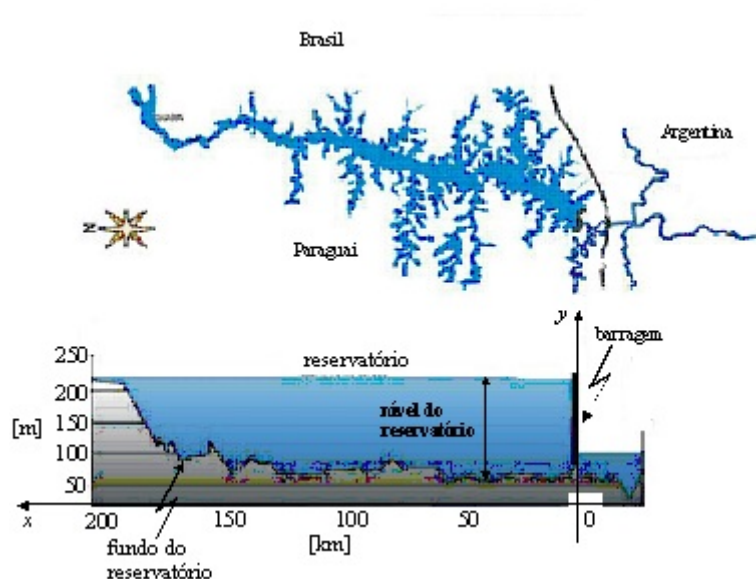 Brasil
Argentina
N
Paraguai
y
barragem
250
reservatório
200
nível do
reservatório
150
[m]
100
50
x
200
150
100
50
0
[km]
fundo do
reservatório